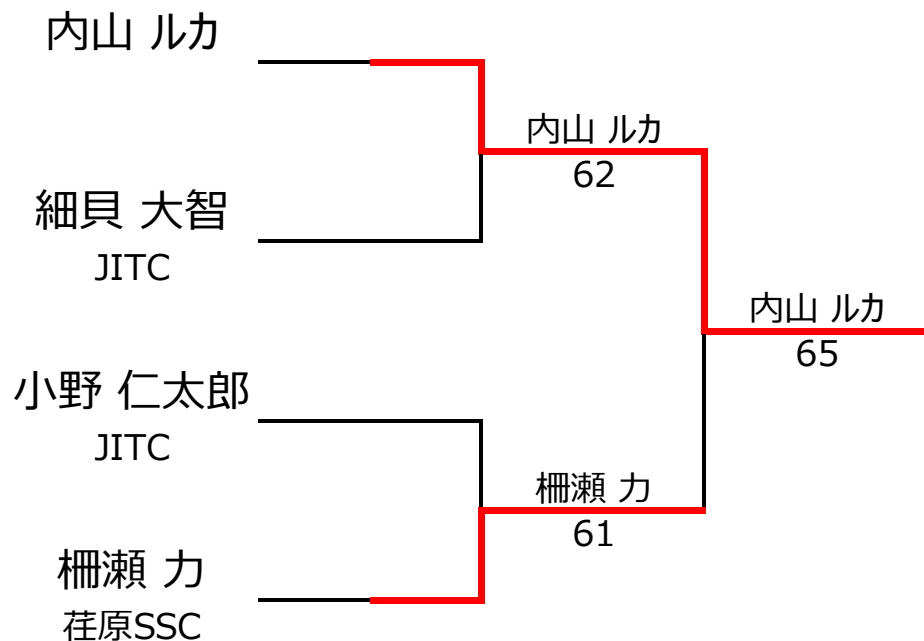 内山 ルカ
細貝 大智
JITC
小野 仁太郎
JITC
柵瀬 力
荏原SSC
内山 ルカ
62
柵瀬 力
61
内山 ルカ
65